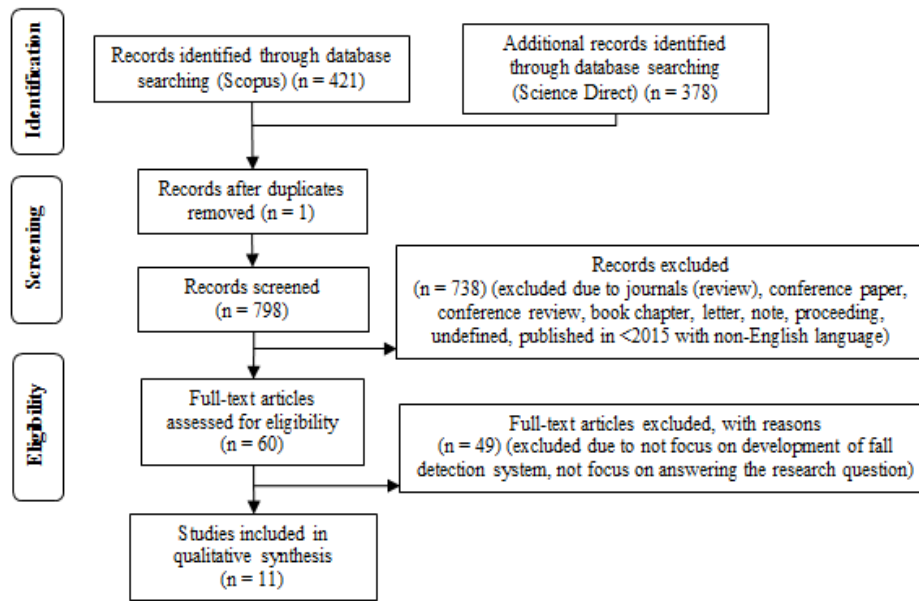 Identification
Records identified through database
searching (Scopus) (n = 421)
Additional records identified
through database searching
(Science Direct) (n = 378)
Screening
Records after duplicates
removed (n = 1)
Records screened
(n = 798)
Records excluded
(n = 738) (excluded due to journals (review), conference paper,
conference review, book chapter, letter, note, proceeding,
undefined, published in <2015 with non-English language)
Eligibility
Full-text articles
assessed for eligibility
(n = 60)
Full-text articles excluded, with reasons
(n = 49) (excluded due to not focus on development of fall
detection system, not focus on answering the research question)
Studies included in
qualitative synthesis
(n = 11)